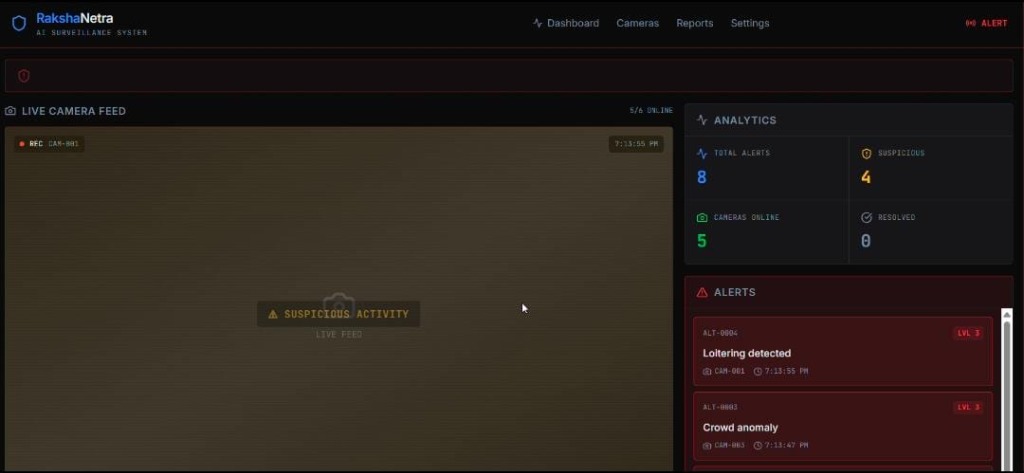 RakshaNetra
AI SURVEILLANCE SYSTEM
Dashboard Cameras Reports Settings
ALERT
LIVE CAMERA FEED
5/6 ONLINE
REC CAM-001
7:13:55 PM
SUSPICIOUS ACTIVITY
LIVE FEED
ANALYTICS
TOTAL ALERTS
8
SUSPICIOUS
4
CAMERAS ONLINE
5
RESOLVED
0
ALERTS
ALT-0004
LVL 3
Loitering detected
CAM-001 7:13:55 PM
ALT-0003
LVL 3
Crowd anomaly
CAM-003 7:13:47 PM